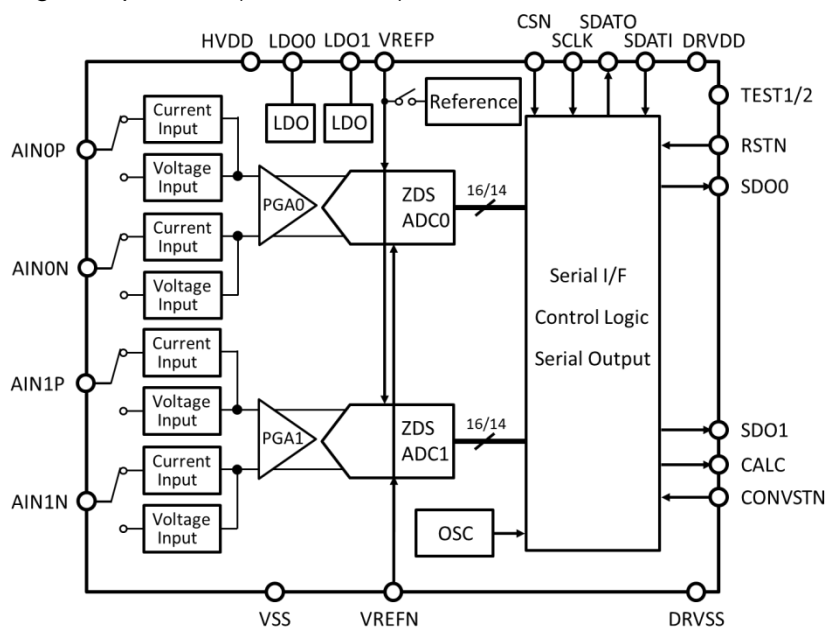 CSN
SDATO
HVDD
LDO0
LDO1
VREFP
SCLK
SDATI
DRVDD
TEST1/2
RSTN
SDO0
AIN0P
Current
Input
Voltage
Input
LDO
LDO
Reference
PGA0
ZDS
ADC0
16/14
AIN0N
Current
Input
Voltage
Input
Serial I/F
Control Logic
Serial Output
AIN1P
Current
Input
Voltage
Input
PGA1
ZDS
ADC1
16/14
SDO1
CALC
CONVSTN
AIN1N
Current
Input
Voltage
Input
OSC
VSS
VREFN
DRVSS